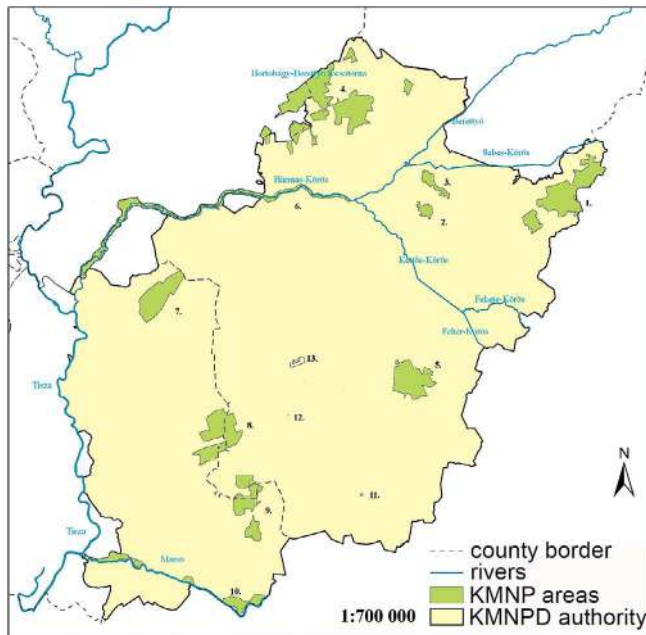 Hortobágy-Berettyó főcsatorna
4.
Berettyó
Sebes-Körös
3.
1.
Hármas-Körös
6.
2.
Kettős-Körös
7.
Fekete-Körös
Fehér-Körös
13.
5.
Tisza
12.
8.
N
11.
9.
Tisza
Maros
10.
1:700 000
county border
rivers
KMNP areas
KMNPD authority